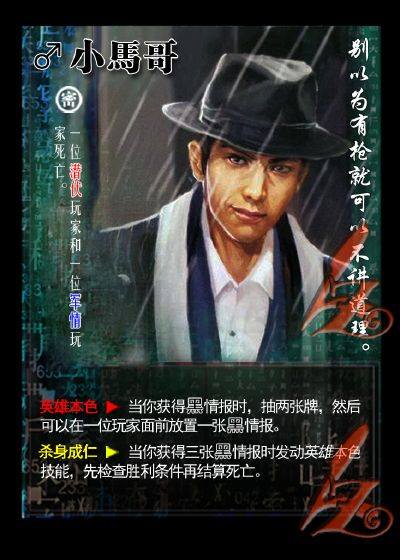 ♂小馬哥
密
一位潜伏玩家和一位军情玩
家死亡。
别以为有枪就可以不讲道理。
英雄本色 ▶ 当你获得黑情报时，抽两张牌，然后
可以在一位玩家面前放置一张黑情报。
杀身成仁 ▶ 当你获得三张黑情报时发动英雄本色
技能，先检查胜利条件再结算死亡。